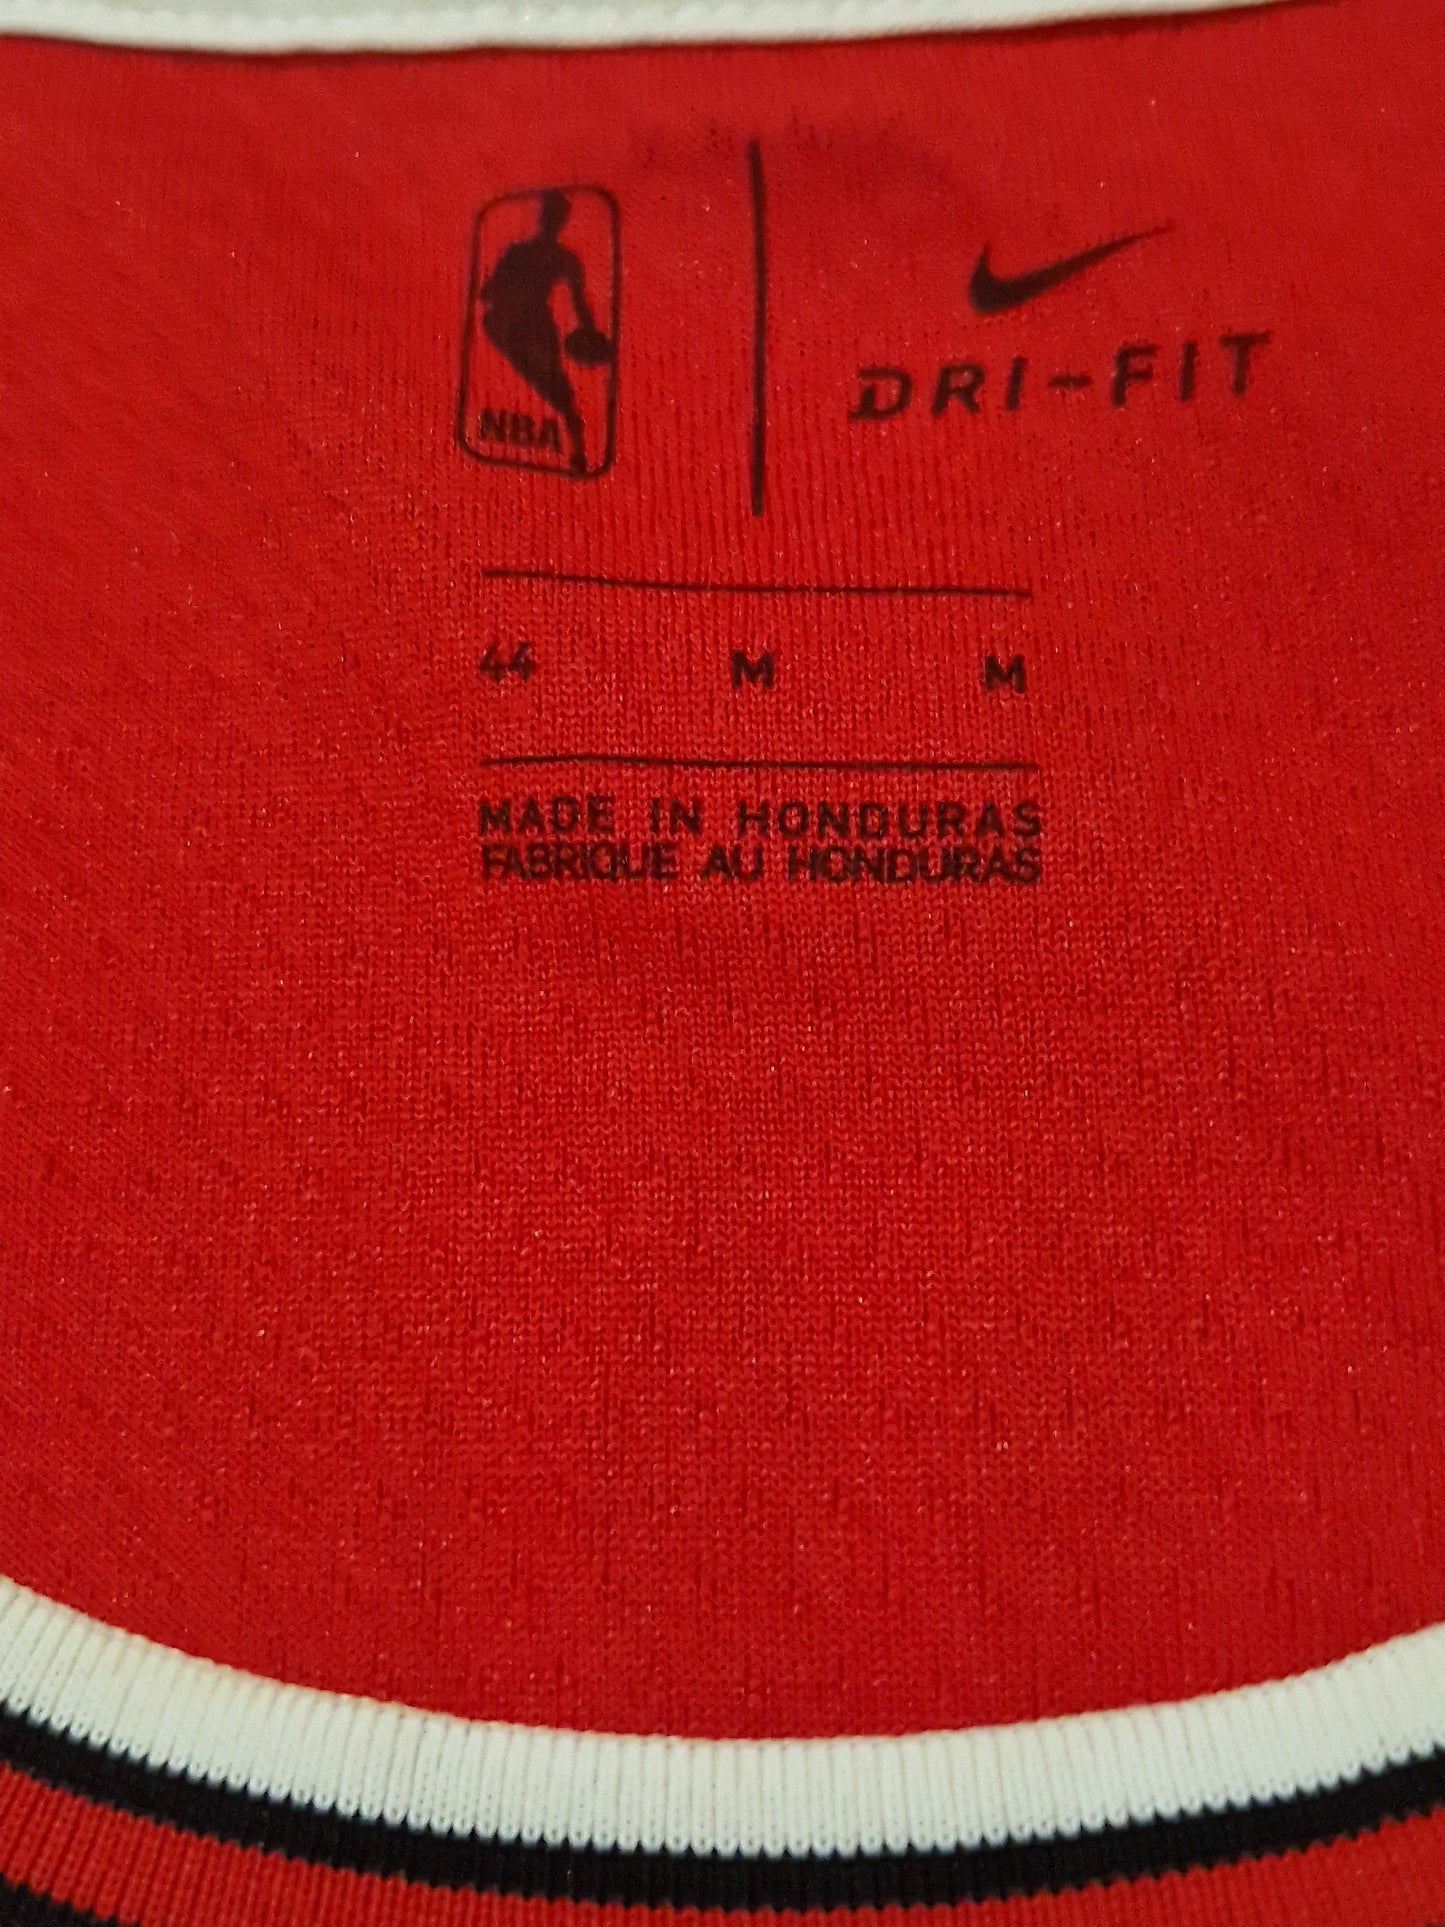 NBA
DRI-FIT
44 M M
MADE IN HONDURAS
FABRIQUE AU HONDURAS